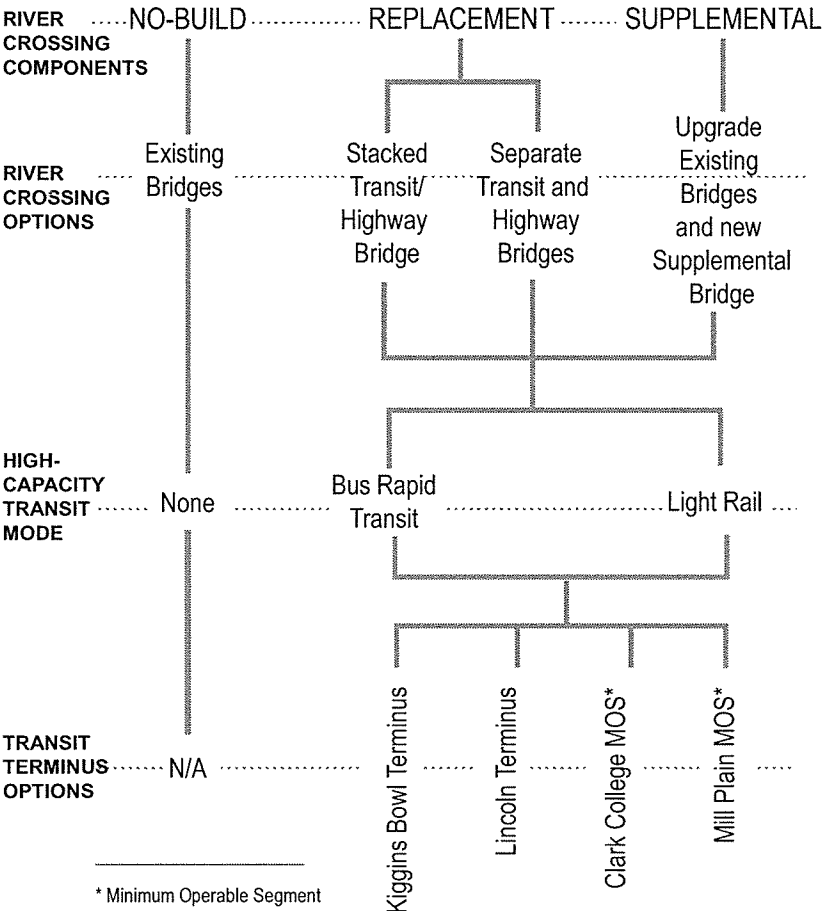 RIVER
CROSSING
COMPONENTS
NO-BUILD
REPLACEMENT
SUPPLEMENTAL
RIVER
CROSSING
OPTIONS
Existing
Bridges
Stacked
Transit/
Highway
Bridge
Separate
Transit and
Highway
Bridges
Upgrade
Existing
Bridges
and new
Supplemental
Bridge
HIGH-
CAPACITY
TRANSIT
MODE
None
Bus Rapid
Transit
Light Rail
TRANSIT
TERMINUS
OPTIONS
N/A
Kiggins Bowl Terminus
Lincoln Terminus
Clark College MOS*
Mill Plain MOS*
* Minimum Operable Segment